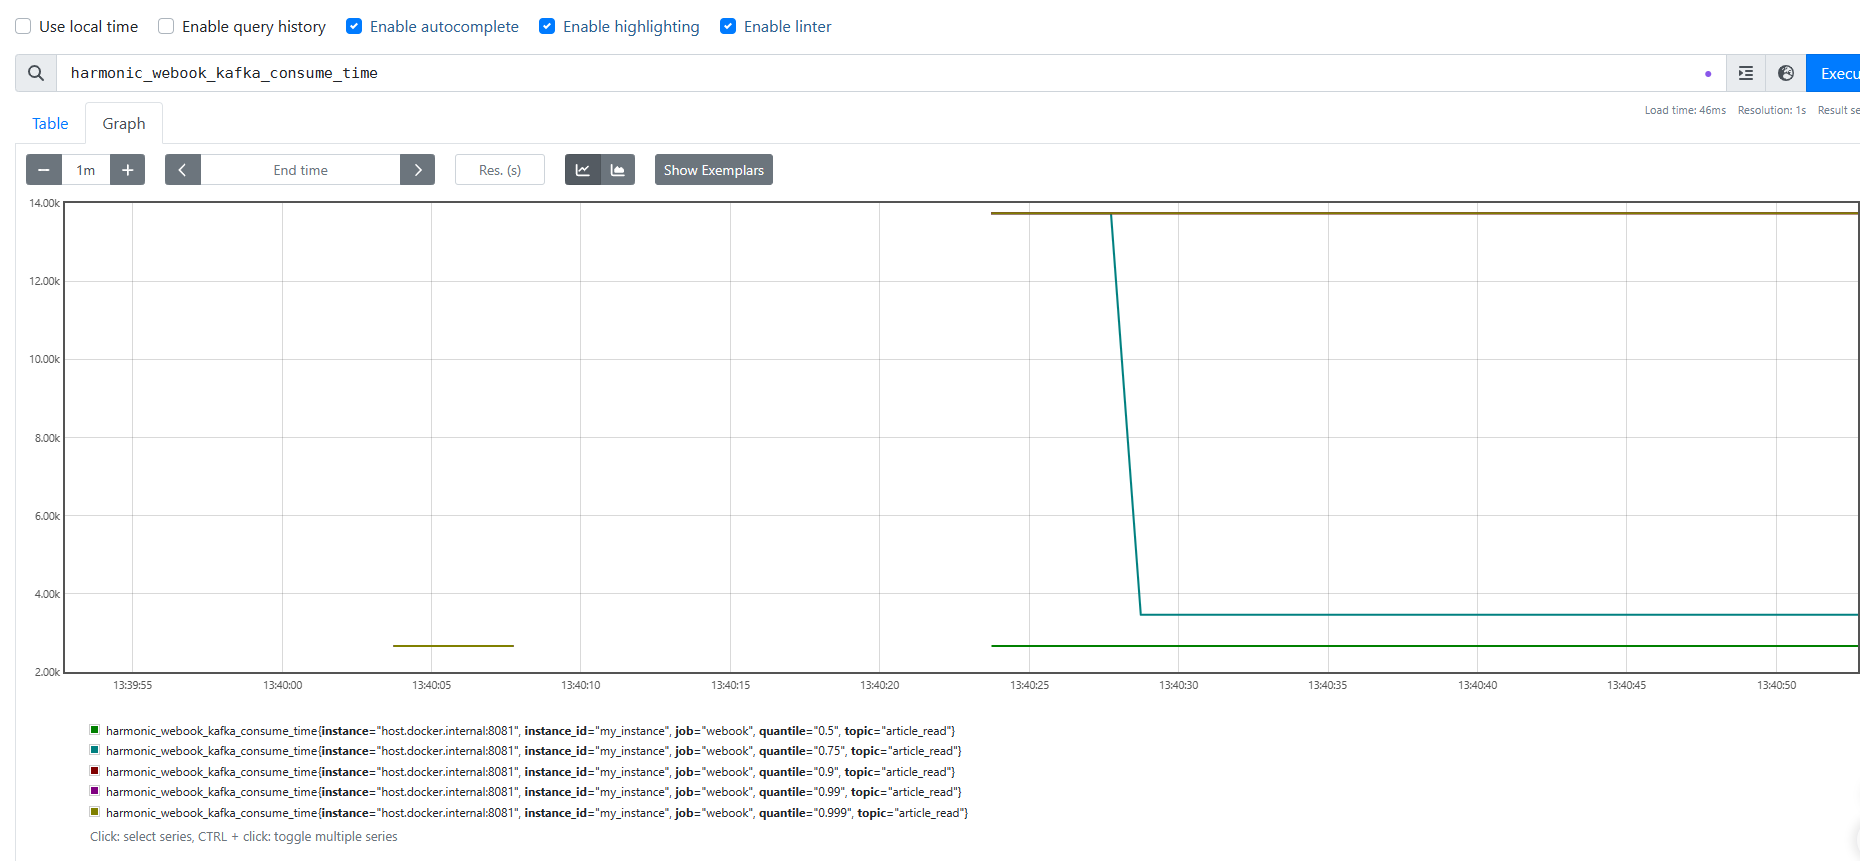 Use local time Enable query history Enable autocomplete Enable highlighting Enable linter
harmonic_webook_kafka_consume_time Execu
Load time: 46ms Resolution: 1s Result se
Table Graph
1m End time Res. (s) Show Exemplars
14.00k
12.00k
10.00k
8.00k
6.00k
4.00k
2.00k
13:39:55 13:40:00 13:40:05 13:40:10 13:40:15 13:40:20 13:40:25 13:40:30 13:40:35 13:40:40 13:40:45 13:40:50
harmonic_webook_kafka_consume_time{instance="host.docker.internal:8081", instance_id="my_instance", job="webook", quantile="0.5", topic="article_read"}
harmonic_webook_kafka_consume_time{instance="host.docker.internal:8081", instance_id="my_instance", job="webook", quantile="0.75", topic="article_read"}
harmonic_webook_kafka_consume_time{instance="host.docker.internal:8081", instance_id="my_instance", job="webook", quantile="0.9", topic="article_read"}
harmonic_webook_kafka_consume_time{instance="host.docker.internal:8081", instance_id="my_instance", job="webook", quantile="0.99", topic="article_read"}
harmonic_webook_kafka_consume_time{instance="host.docker.internal:8081", instance_id="my_instance", job="webook", quantile="0.999", topic="article_read"}
Click: select series, CTRL + click: toggle multiple series